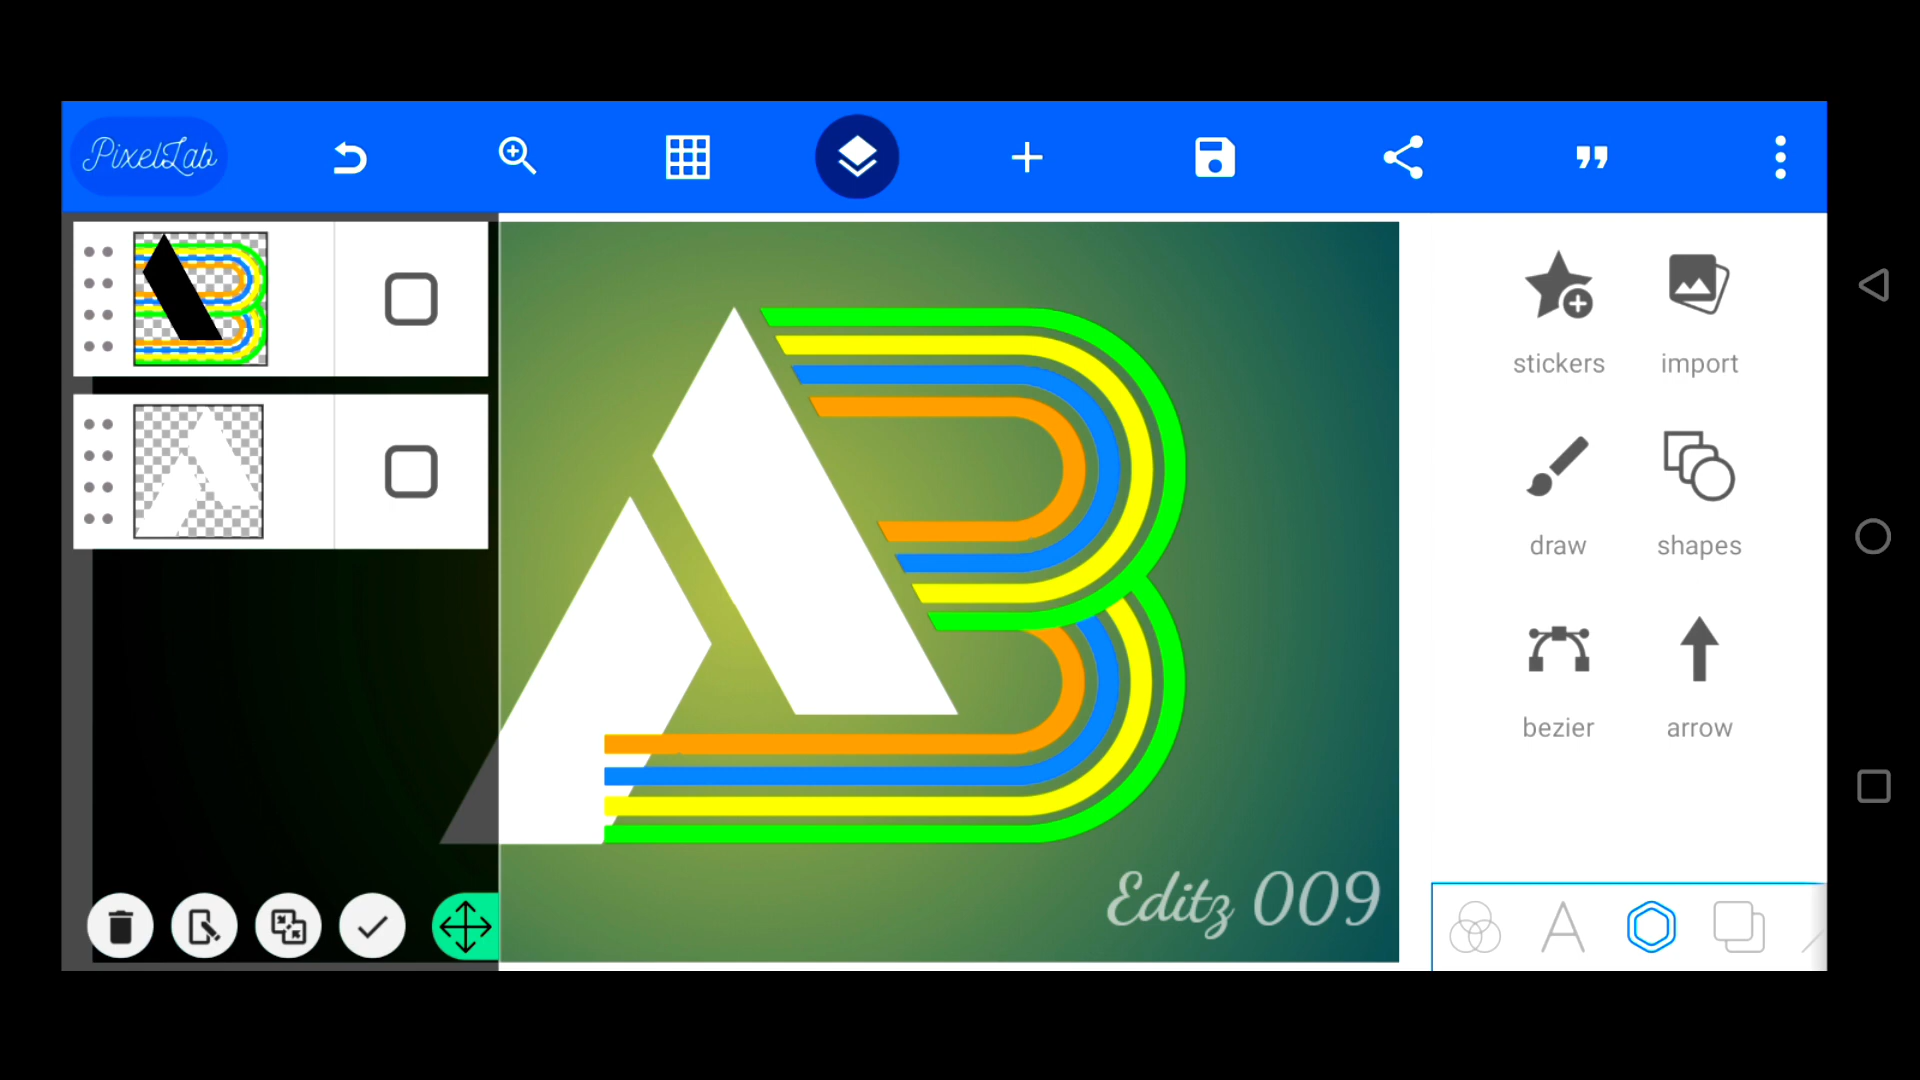 PixelLab
stickers
import
draw
shapes
bezier
arrow
Editz 009